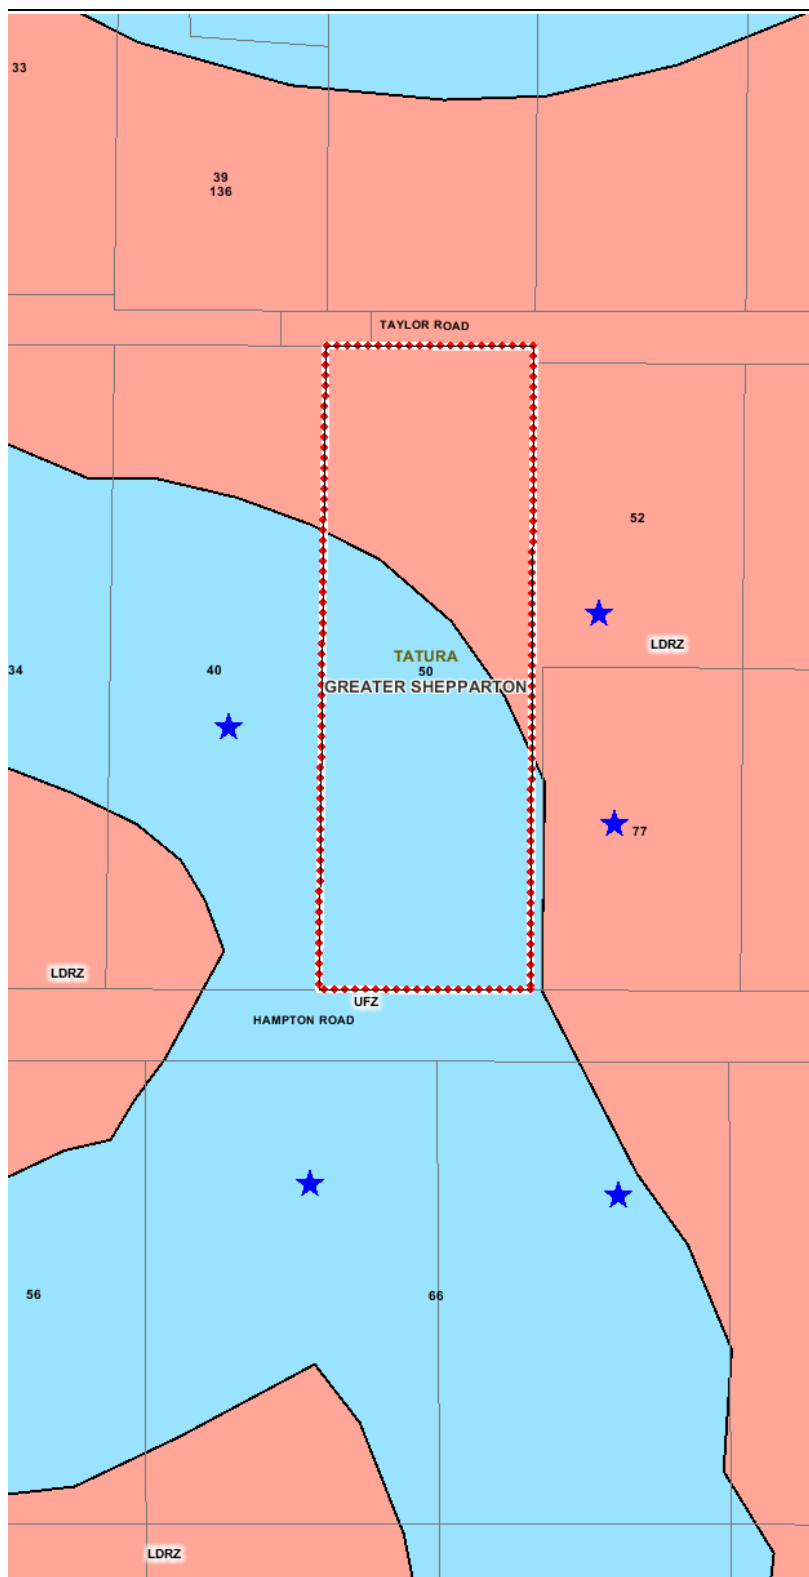 33
39
136
TAYLOR ROAD
52
LDRZ
TATURA
34
40
50
GREATER SHEPPARTON
77
LDRZ
UFZ
HAMPTON ROAD
56
66
LDRZ